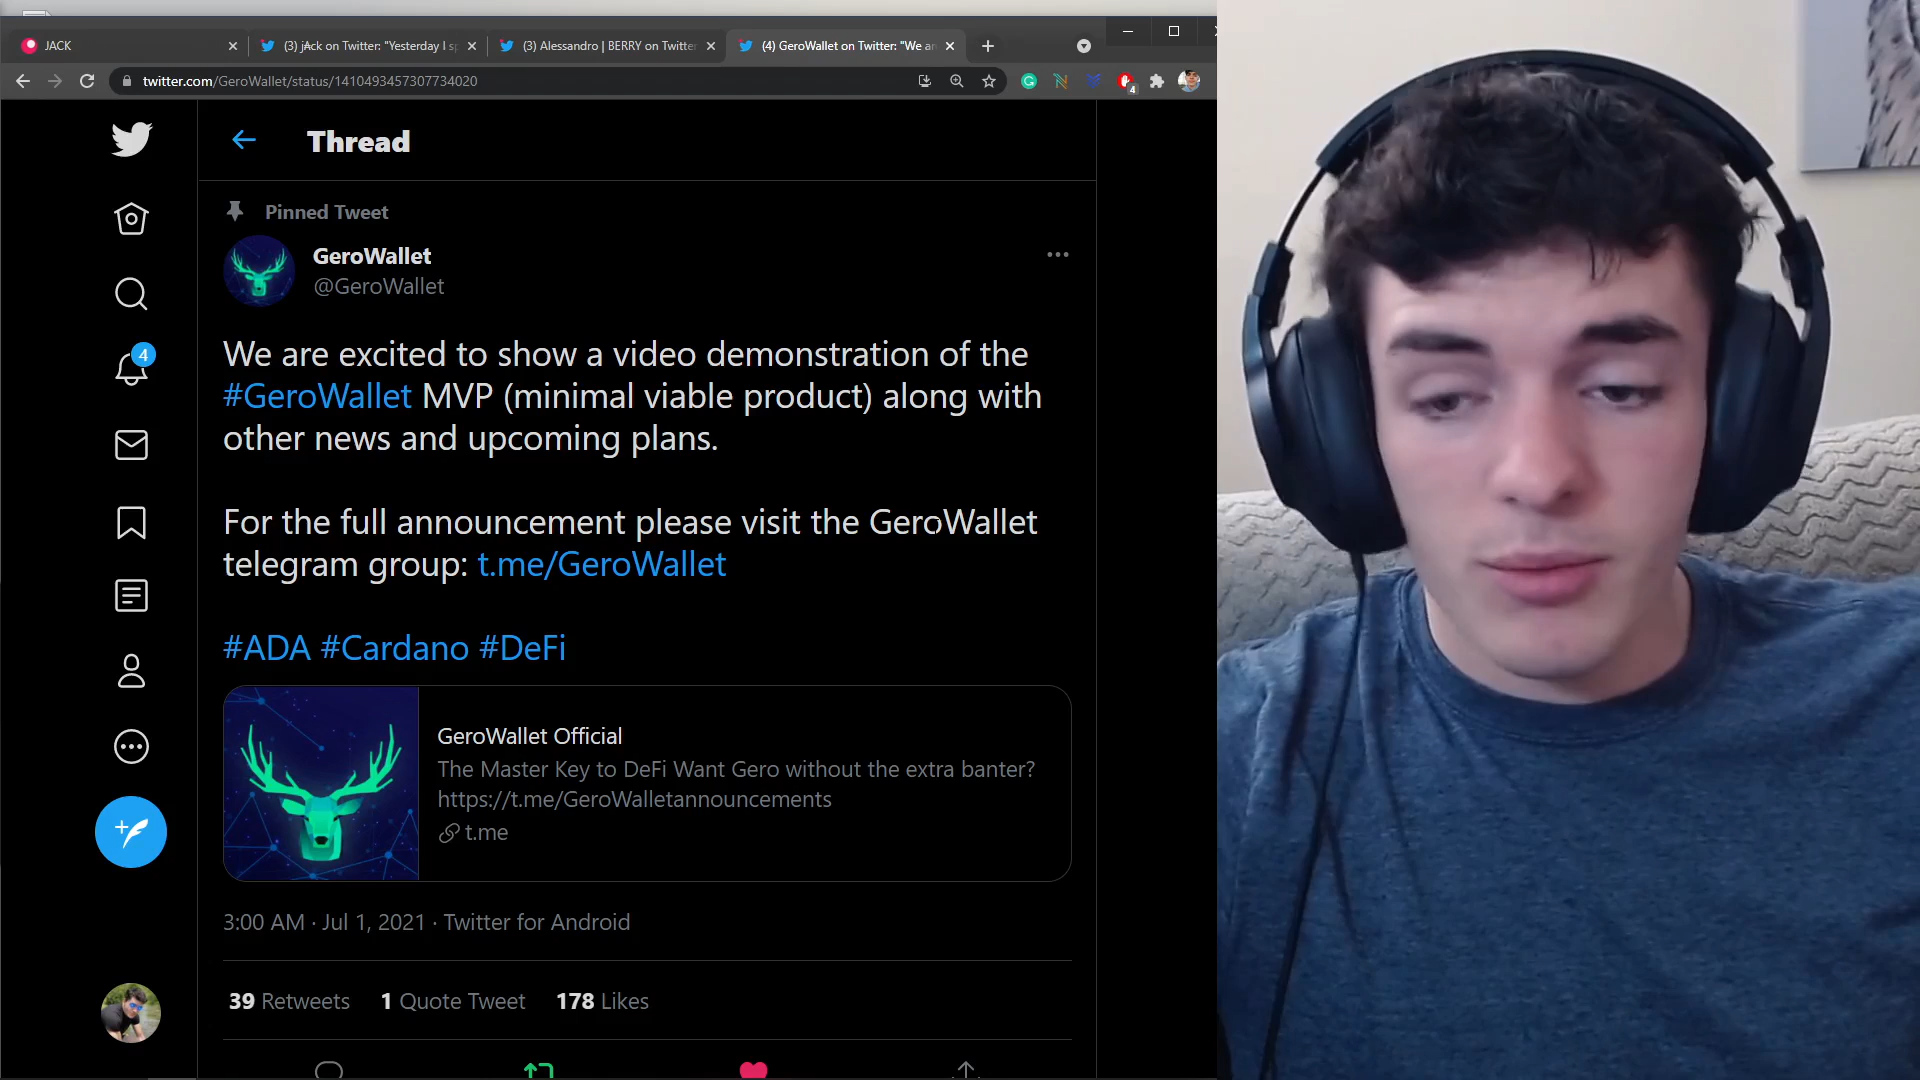 JACK
(3) jack on Twitter: "Yesterday I sp
(3) Alessandro | BERRY on Twitter
(4) GeroWallet on Twitter: "We are
twitter.com/GeroWallet/status/1410493457307734020
4
Thread
Pinned Tweet
GeroWallet
@GeroWallet
4
We are excited to show a video demonstration of the
#GeroWallet MVP (minimal viable product) along with
other news and upcoming plans.
For the full announcement please visit the GeroWallet
telegram group: t.me/GeroWallet
#ADA #Cardano #DeFi
GeroWallet Official
The Master Key to DeFi Want Gero without the extra banter?
https://t.me/GeroWalletannouncements
t.me
3:00 AM · Jul 1, 2021 · Twitter for Android
39 Retweets 1 Quote Tweet 178 Likes